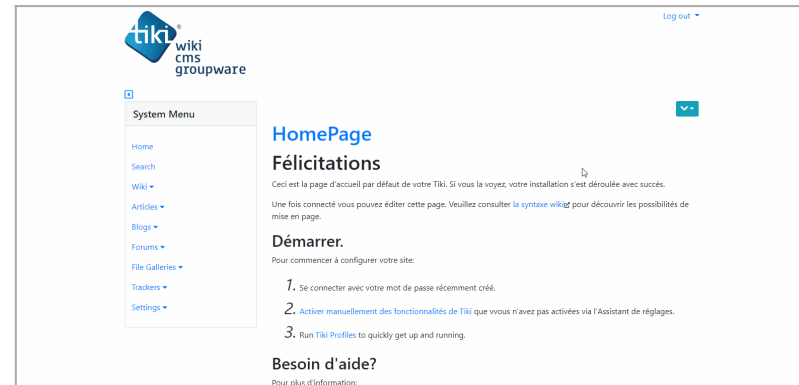 Log out
tiki
wiki
cms
groupware
System Menu
Home
Search
Wiki
Articles
Blogs
Forums
File Galleries
Trackers
Settings
HomePage
Félicitations
Ceci est la page d'accueil par défaut de votre Tiki. Si vous la voyez, votre installation s'est déroulée avec succès.
Une fois connecté vous pouvez éditer cette page. Veuillez consulter la syntaxe wiki pour découvrir les possibilités de
mise en page.
Démarrer.
Pour commencer à configurer votre site:
1. Se connecter avec votre mot de passe récemment créé.
2. Activer manuellement des fonctionnalités de Tiki que vvous n'avez pas activées via l'Assistant de réglages.
3. Run Tiki Profiles to quickly get up and running.
Besoin d'aide?
Pour plus d'information: